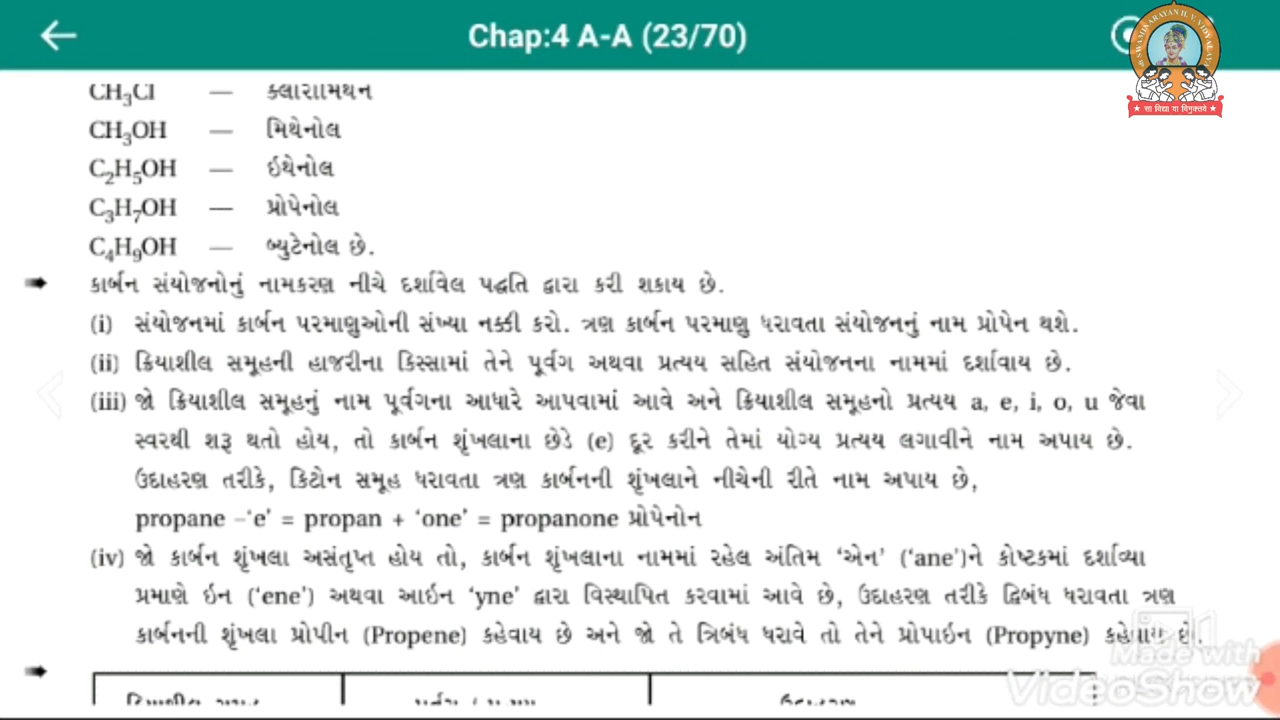 Chap:4 A-A (23/70)
SWAMINARAYAN H. V. VIDYALAYA
★ सा विद्या या विमुक्तये ★
CH₃Cl — ક્લોરોમિથેન
CH₃OH — મિથેનોલ
C₂H₅OH — ઇથેનોલ
C₃H₇OH — પ્રોપેનોલ
C₄H₉OH — બ્યુટેનોલ છે.
➡ કાર્બન સંયોજનોનું નામકરણ નીચે દર્શાવેલ પદ્ધતિ દ્વારા કરી શકાય છે.
(i) સંયોજનમાં કાર્બન પરમાણુઓની સંખ્યા નક્કી કરો. ત્રણ કાર્બન પરમાણુ ધરાવતા સંયોજનનું નામ પ્રોપેન થશે.
(ii) ક્રિયાશીલ સમૂહની હાજરીના કિસ્સામાં તેને પૂર્વગ અથવા પ્રત્યય સહિત સંયોજનના નામમાં દર્શાવાય છે.
(iii) જો ક્રિયાશીલ સમૂહનું નામ પૂર્વગના આધારે આપવામાં આવે અને ક્રિયાશીલ સમૂહનો પ્રત્યય a, e, i, o, u જેવા
સ્વરથી શરૂ થતો હોય, તો કાર્બન શૃંખલાના છેડે (e) દૂર કરીને તેમાં યોગ્ય પ્રત્યય લગાવીને નામ અપાય છે.
ઉદાહરણ તરીકે, કિટોન સમૂહ ધરાવતા ત્રણ કાર્બનની શૃંખલાને નીચેની રીતે નામ અપાય છે,
propane –‘e’ = propan + ‘one’ = propanone પ્રોપેનોન
(iv) જો કાર્બન શૃંખલા અસંતૃપ્ત હોય તો, કાર્બન શૃંખલાના નામમાં રહેલ અંતિમ ‘એન’ (‘ane’)ને કોષ્ટકમાં દર્શાવ્યા
પ્રમાણે ઇન (‘ene’) અથવા આઇન ‘yne’ દ્વારા વિસ્થાપિત કરવામાં આવે છે, ઉદાહરણ તરીકે દ્વિબંધ ધરાવતા ત્રણ
કાર્બનની શૃંખલા પ્રોપીન (Propene) કહેવાય છે અને જો તે ત્રિબંધ ધરાવે તો તેને પ્રોપાઇન (Propyne) કહેવાય છે.
Made with
VideoShow